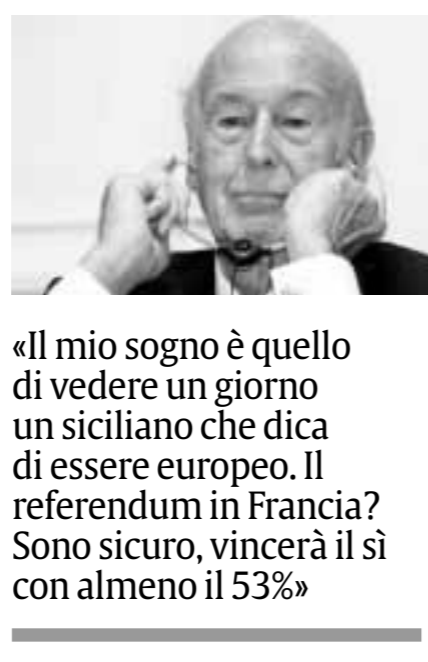 «Il mio sogno è quello
di vedere un giorno
un siciliano che dica
di essere europeo. Il
referendum in Francia?
Sono sicuro, vincerà il sì
con almeno il 53%»